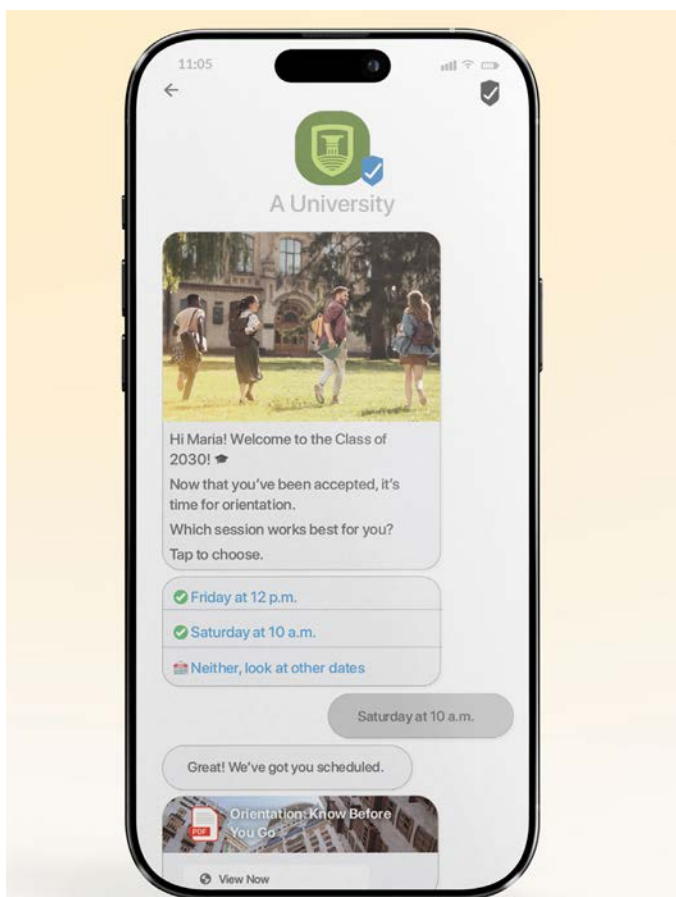 11:05
A University
Hi Maria! Welcome to the Class of
2030! 🎓
Now that you've been accepted, it's
time for orientation.
Which session works best for you?
Tap to choose.
Friday at 12 p.m.
Saturday at 10 a.m.
Neither, look at other dates
Saturday at 10 a.m.
Great! We've got you scheduled.
Orientation: Know Before
You Go
PDF
View Now